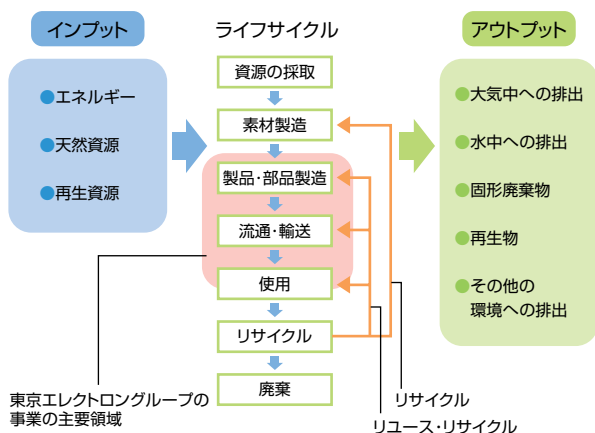 インプット
ライフサイクル
アウトプット
●エネルギー
●天然資源
●再生資源
資源の採取
素材製造
製品・部品製造
流通・輸送
使用
リサイクル
廃棄
●大気中への排出
●水中への排出
●固形廃棄物
●再生物
●その他の
環境への排出
東京エレクトロングループの
事業の主要領域
リサイクル
リユース・リサイクル